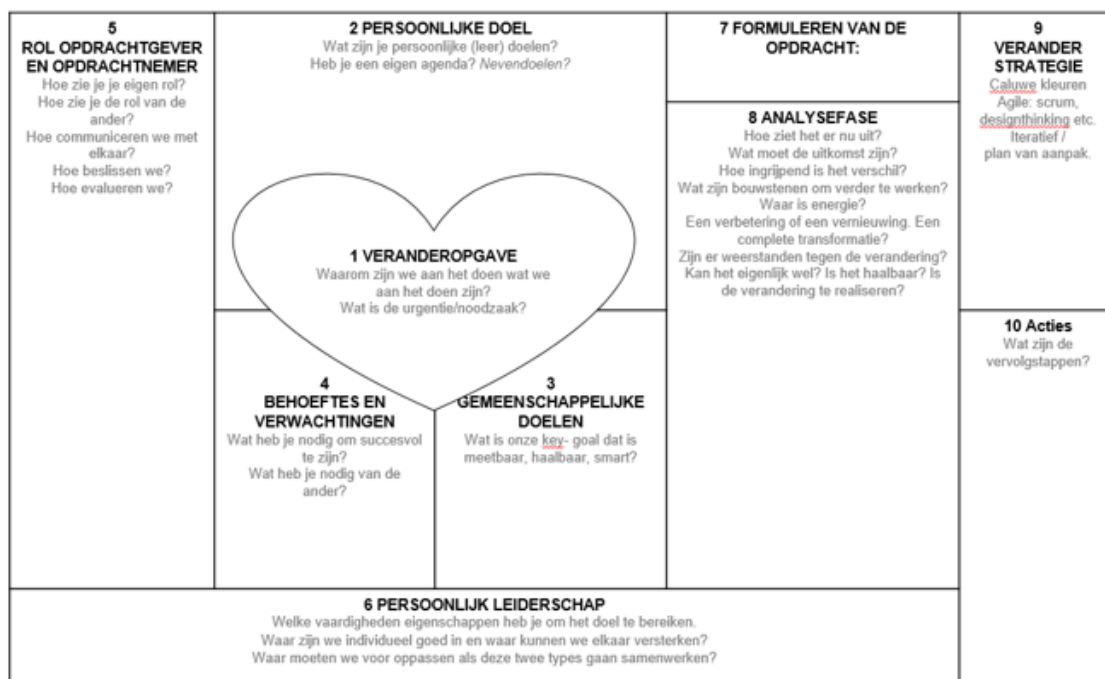 5
ROL OPDRACHTGEVER
EN OPDRACHTNEMER
Hoe zie je je eigen rol?
Hoe zie je de rol van de
ander?
Hoe communiceren we met
elkaar?
Hoe beslissen we?
Hoe evalueren we?
2 PERSOONLIJKE DOEL
Wat zijn je persoonlijke (leer) doelen?
Heb je een eigen agenda? Nevendoelen?
1 VERANDEROPGAVE
Waarom zijn we aan het doen wat we
aan het doen zijn?
Wat is de urgentie/noodzaak?
4
BEHOEFTES EN
VERWACHTINGEN
Wat heb je nodig om succesvol
te zijn?
Wat heb je nodig van de
ander?
3
GEMEENSCHAPPELIJKE
DOELEN
Wat is onze key- goal dat is
meetbaar, haalbaar, smart?
7 FORMULEREN VAN DE
OPDRACHT:
8 ANALYSEFASE
Hoe ziet het er nu uit?
Wat moet de uitkomst zijn?
Hoe ingrijpend is het verschil?
Wat zijn bouwstenen om verder te werken?
Waar is energie?
Een verbetering of een vernieuwing. Een
complete transformatie?
Zijn er weerstanden tegen de verandering?
Kan het eigenlijk wel? Is het haalbaar? Is
de verandering te realiseren?
9
VERANDER
STRATEGIE
Caluwe kleuren
Agile: scrum,
designthinking etc.
Iteratief /
plan van aanpak.
10 Acties
Wat zijn de
vervolgstappen?
6 PERSOONLIJK LEIDERSCHAP
Welke vaardigheden eigenschappen heb je om het doel te bereiken.
Waar zijn we individueel goed in en waar kunnen we elkaar versterken?
Waar moeten we voor oppassen als deze twee types gaan samenwerken?